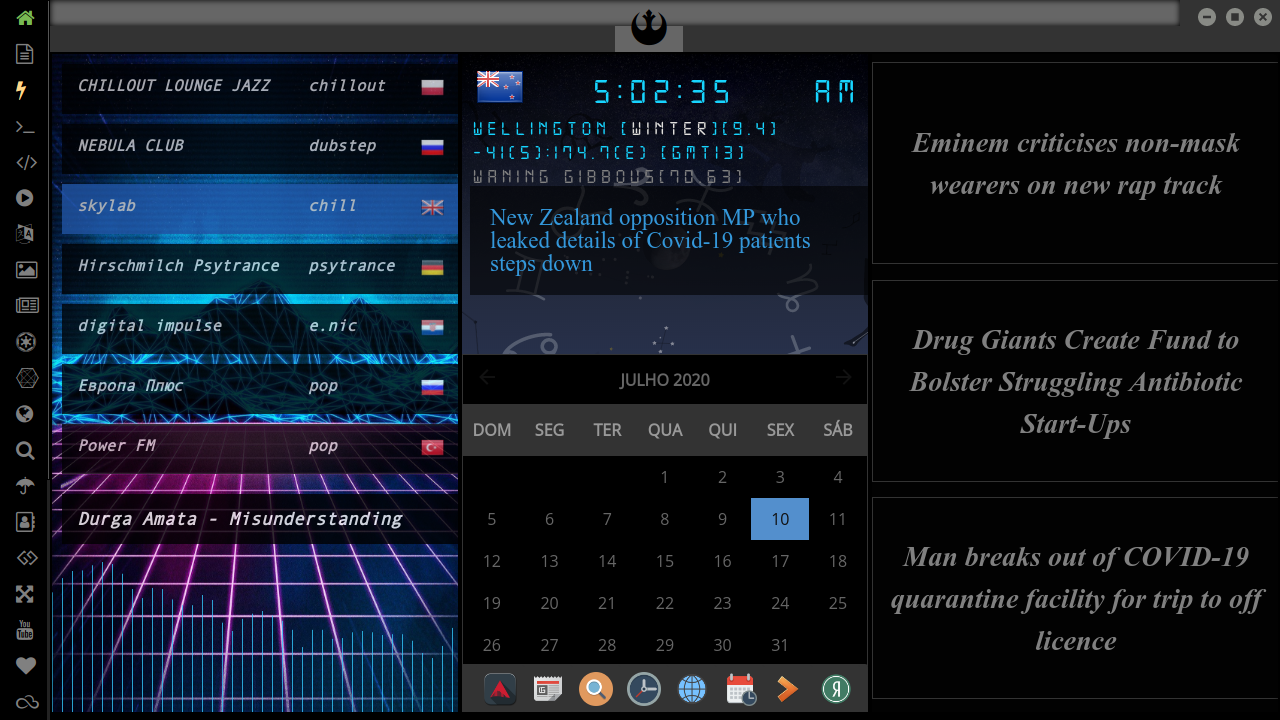 CHILLOUT LOUNGE JAZZ chillout
NEBULA CLUB dubstep
skylab chill
Hirschmilch Psytrance psytrance
digital impulse e.nic
Европа Плюс pop
Power FM pop
Durga Amata - Misunderstanding
You
Tube
5:02:35 AM
WELLINGTON [WINTER][9.4]
-41(S):174.7(E) [GMT13]
WANING GIBBOUS[70.63]
New Zealand opposition MP who
leaked details of Covid-19 patients
steps down
JULHO 2020
DOM SEG TER QUA QUI SEX SÁB
1 2 3 4
5 6 7 8 9 10 11
12 13 14 15 16 17 18
19 20 21 22 23 24 25
26 27 28 29 30 31
Я
Eminem criticises non-mask
wearers on new rap track
Drug Giants Create Fund to
Bolster Struggling Antibiotic
Start-Ups
Man breaks out of COVID-19
quarantine facility for trip to off
licence